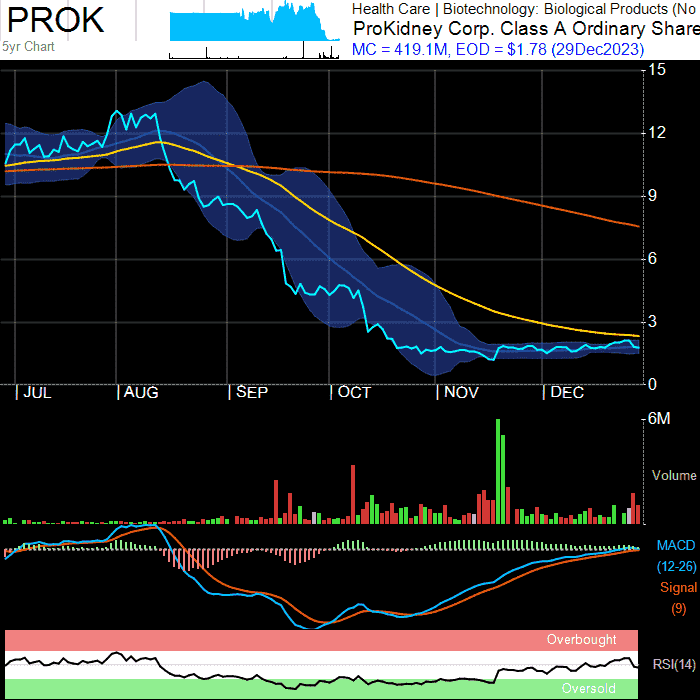 PROK
5yr Chart
Health Care | Biotechnology: Biological Products (No
ProKidney Corp. Class A Ordinary Share
MC = 419.1M, EOD = $1.78 (29Dec2023)
15
12
9
6
3
0
JUL AUG SEP OCT NOV DEC
6M
Volume
MACD
(12-26)
Signal
(9)
Overbought
RSI(14)
Oversold